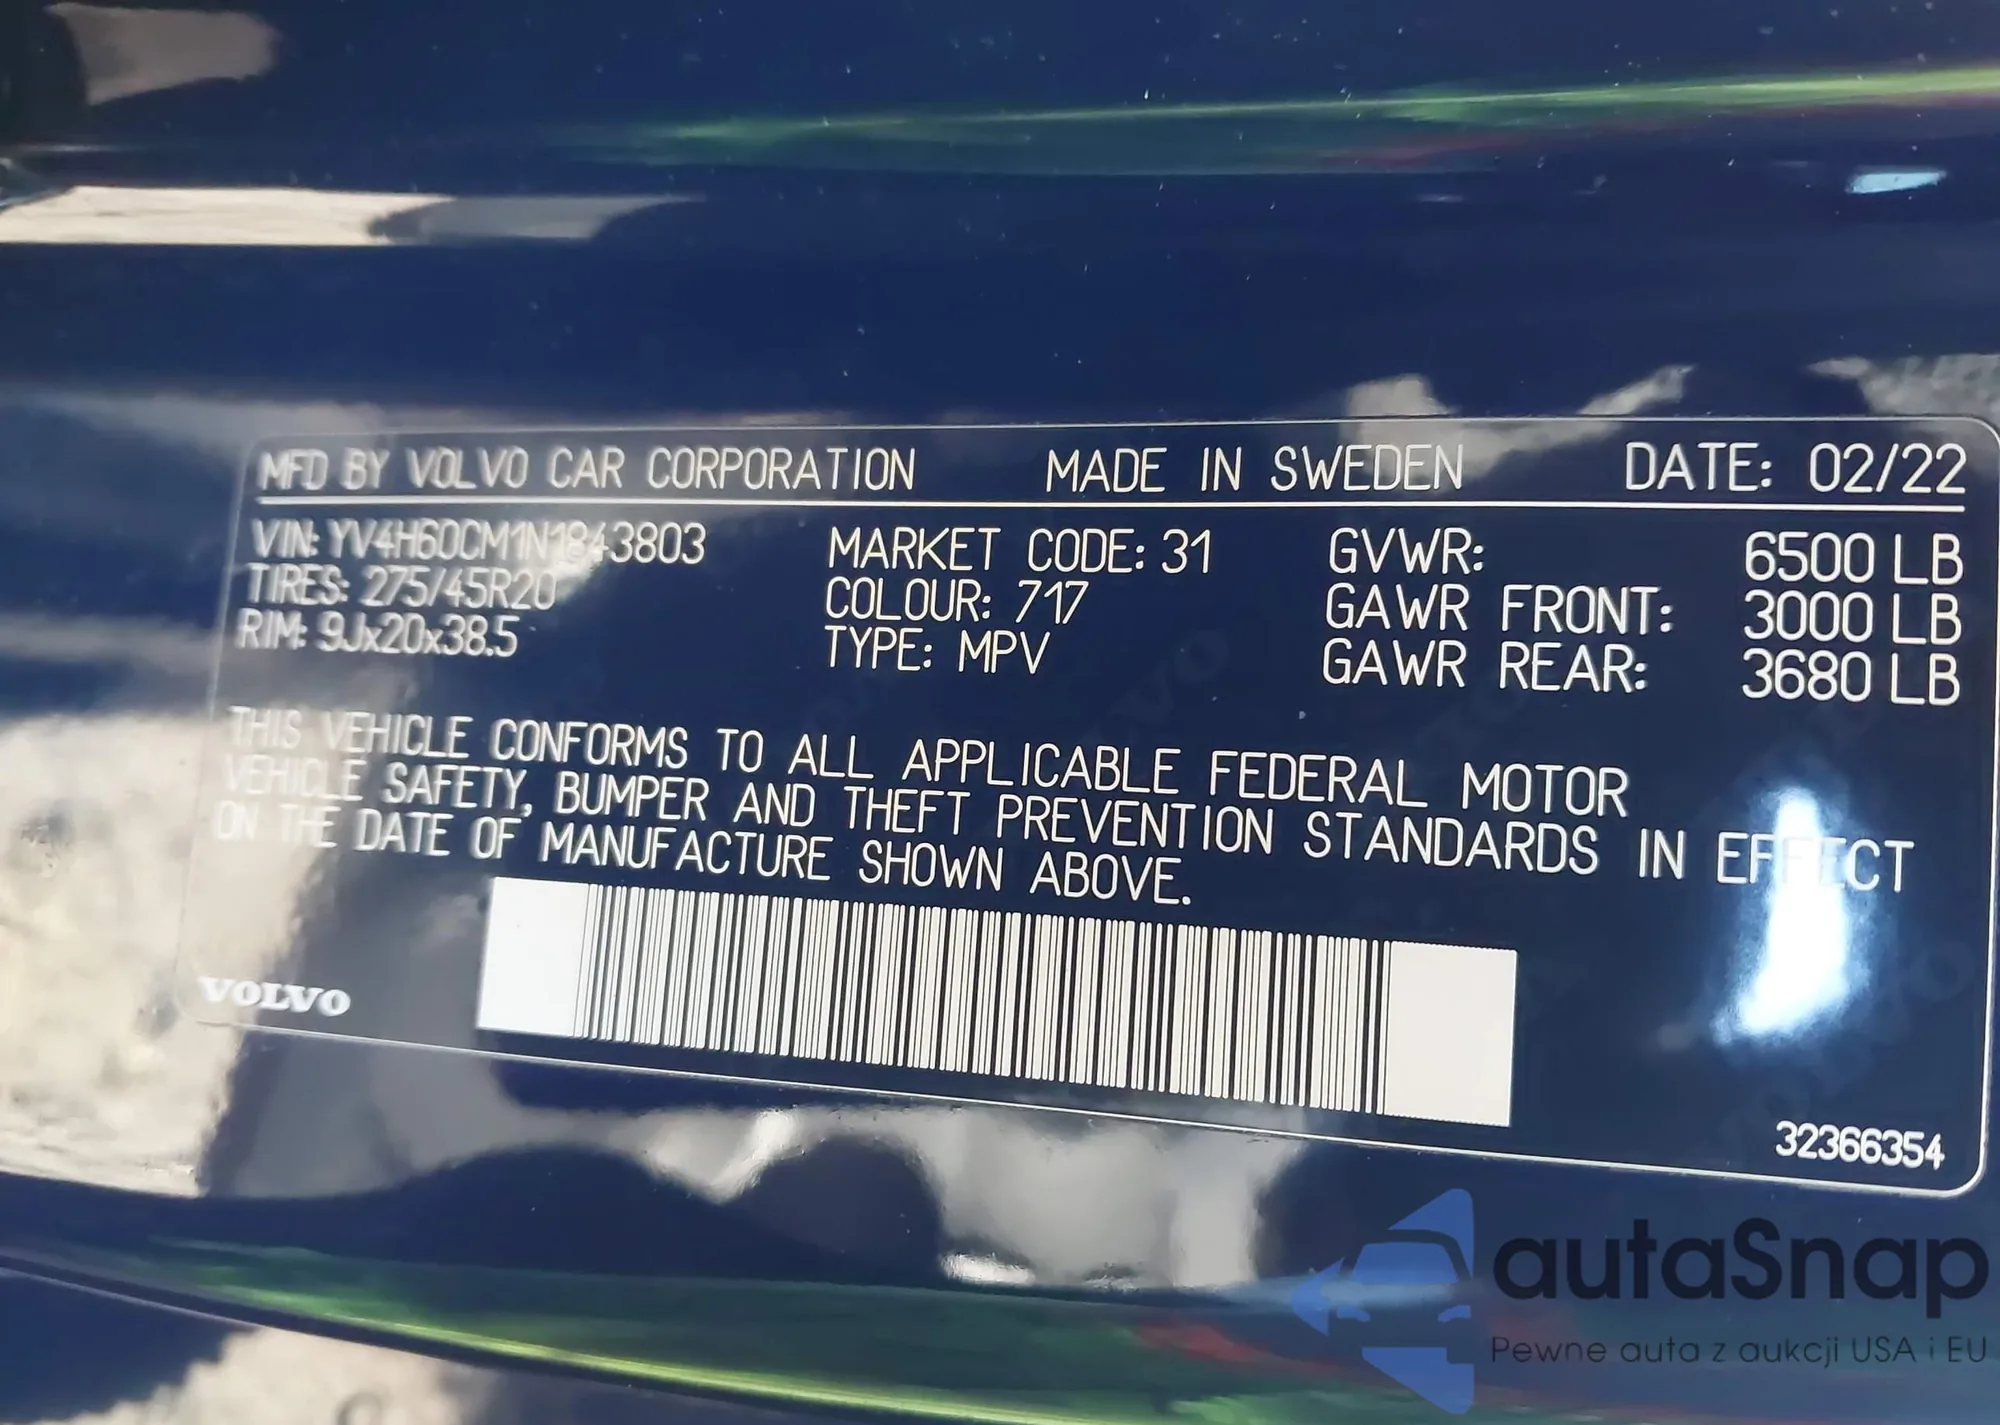 MFD BY VOLVO CAR CORPORATION MADE IN SWEDEN DATE: 02/22
VIN: YV4H60CM1N1843803 MARKET CODE: 31 GVWR: 6500 LB
TIRES: 275/45R20 COLOUR: 717 GAWR FRONT: 3000 LB
RIM: 9Jx20x38.5 TYPE: MPV GAWR REAR: 3680 LB
THIS VEHICLE CONFORMS TO ALL APPLICABLE FEDERAL MOTOR
VEHICLE SAFETY, BUMPER AND THEFT PREVENTION STANDARDS IN EFFECT
ON THE DATE OF MANUFACTURE SHOWN ABOVE.
VOLVO
32366354
autaSnap
Pewne auta z aukcji USA i EU